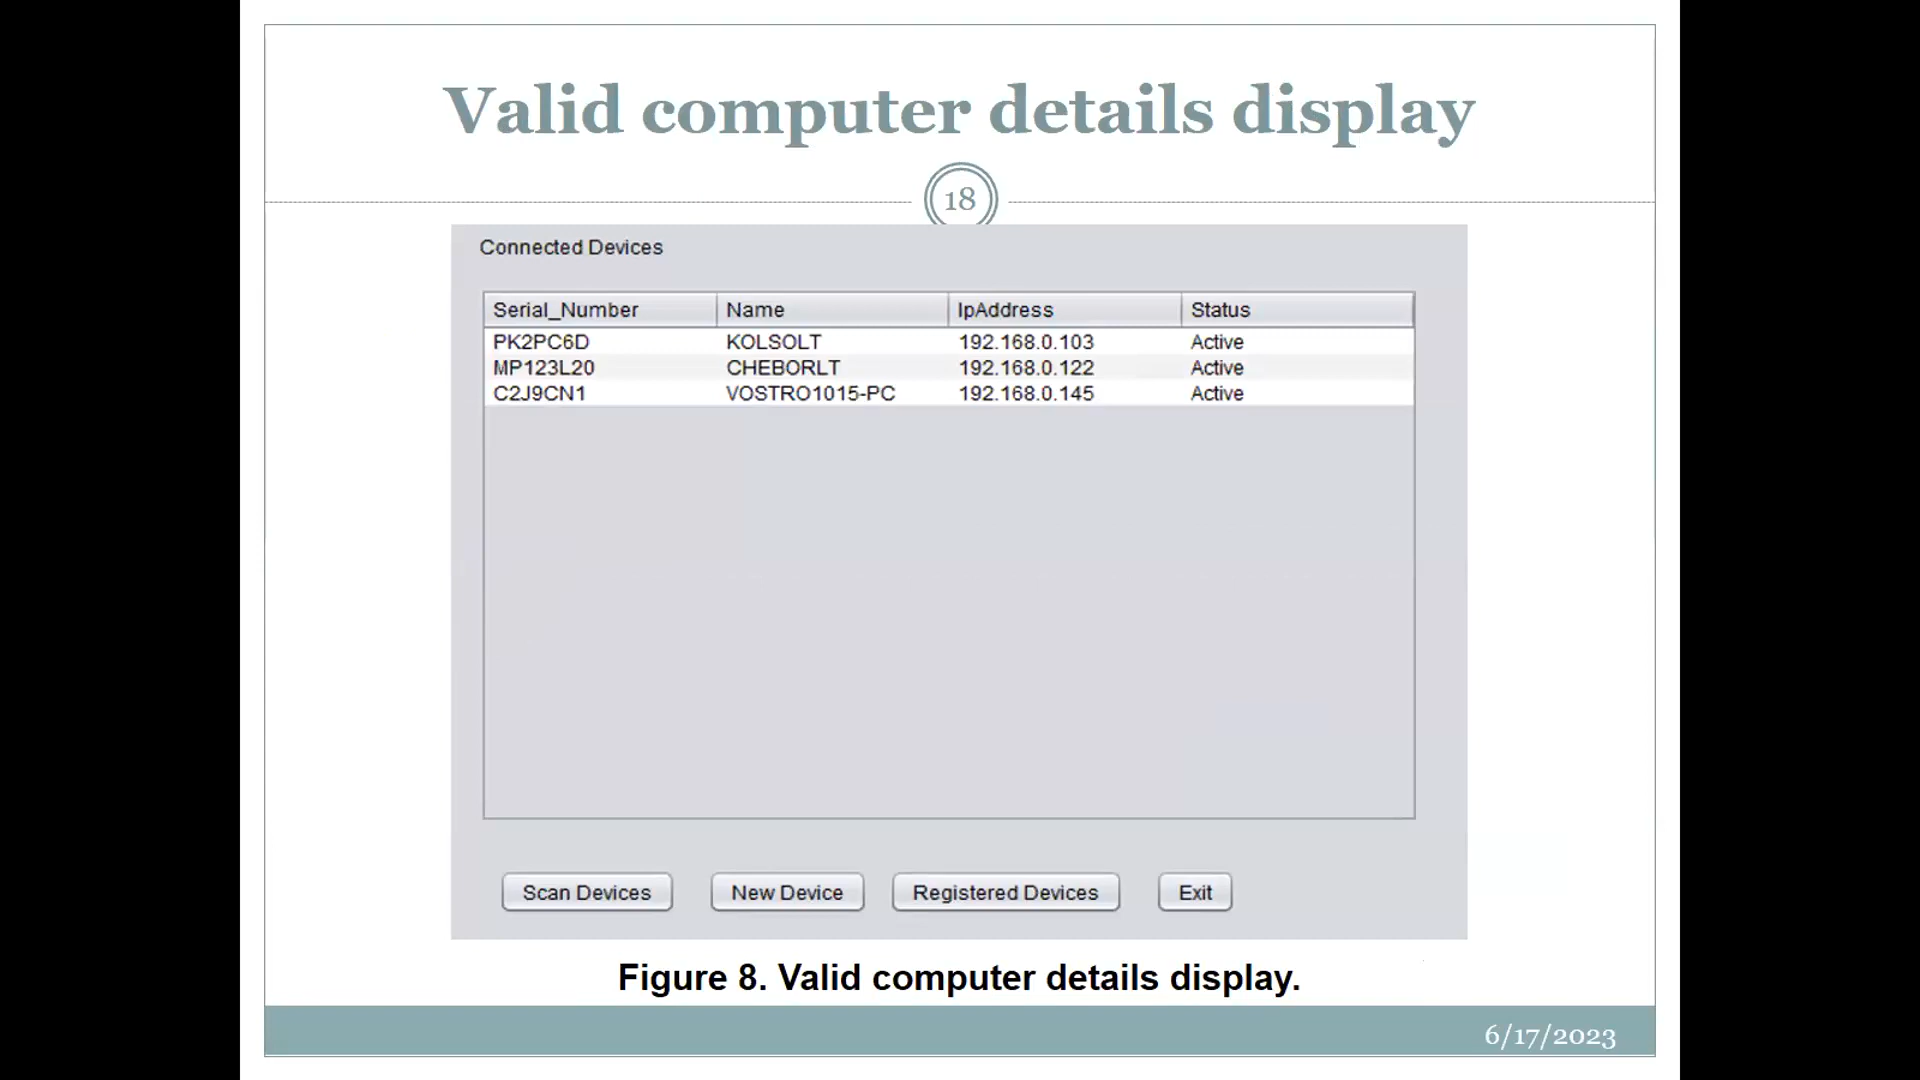 Valid computer details display
18
Connected Devices
Serial_Number Name IpAddress Status
PK2PC6D KOLSOLT 192.168.0.103 Active
MP123L20 CHEBORLT 192.168.0.122 Active
C2J9CN1 VOSTRO1015-PC 192.168.0.145 Active
Scan Devices New Device Registered Devices Exit
Figure 8. Valid computer details display.
6/17/2023